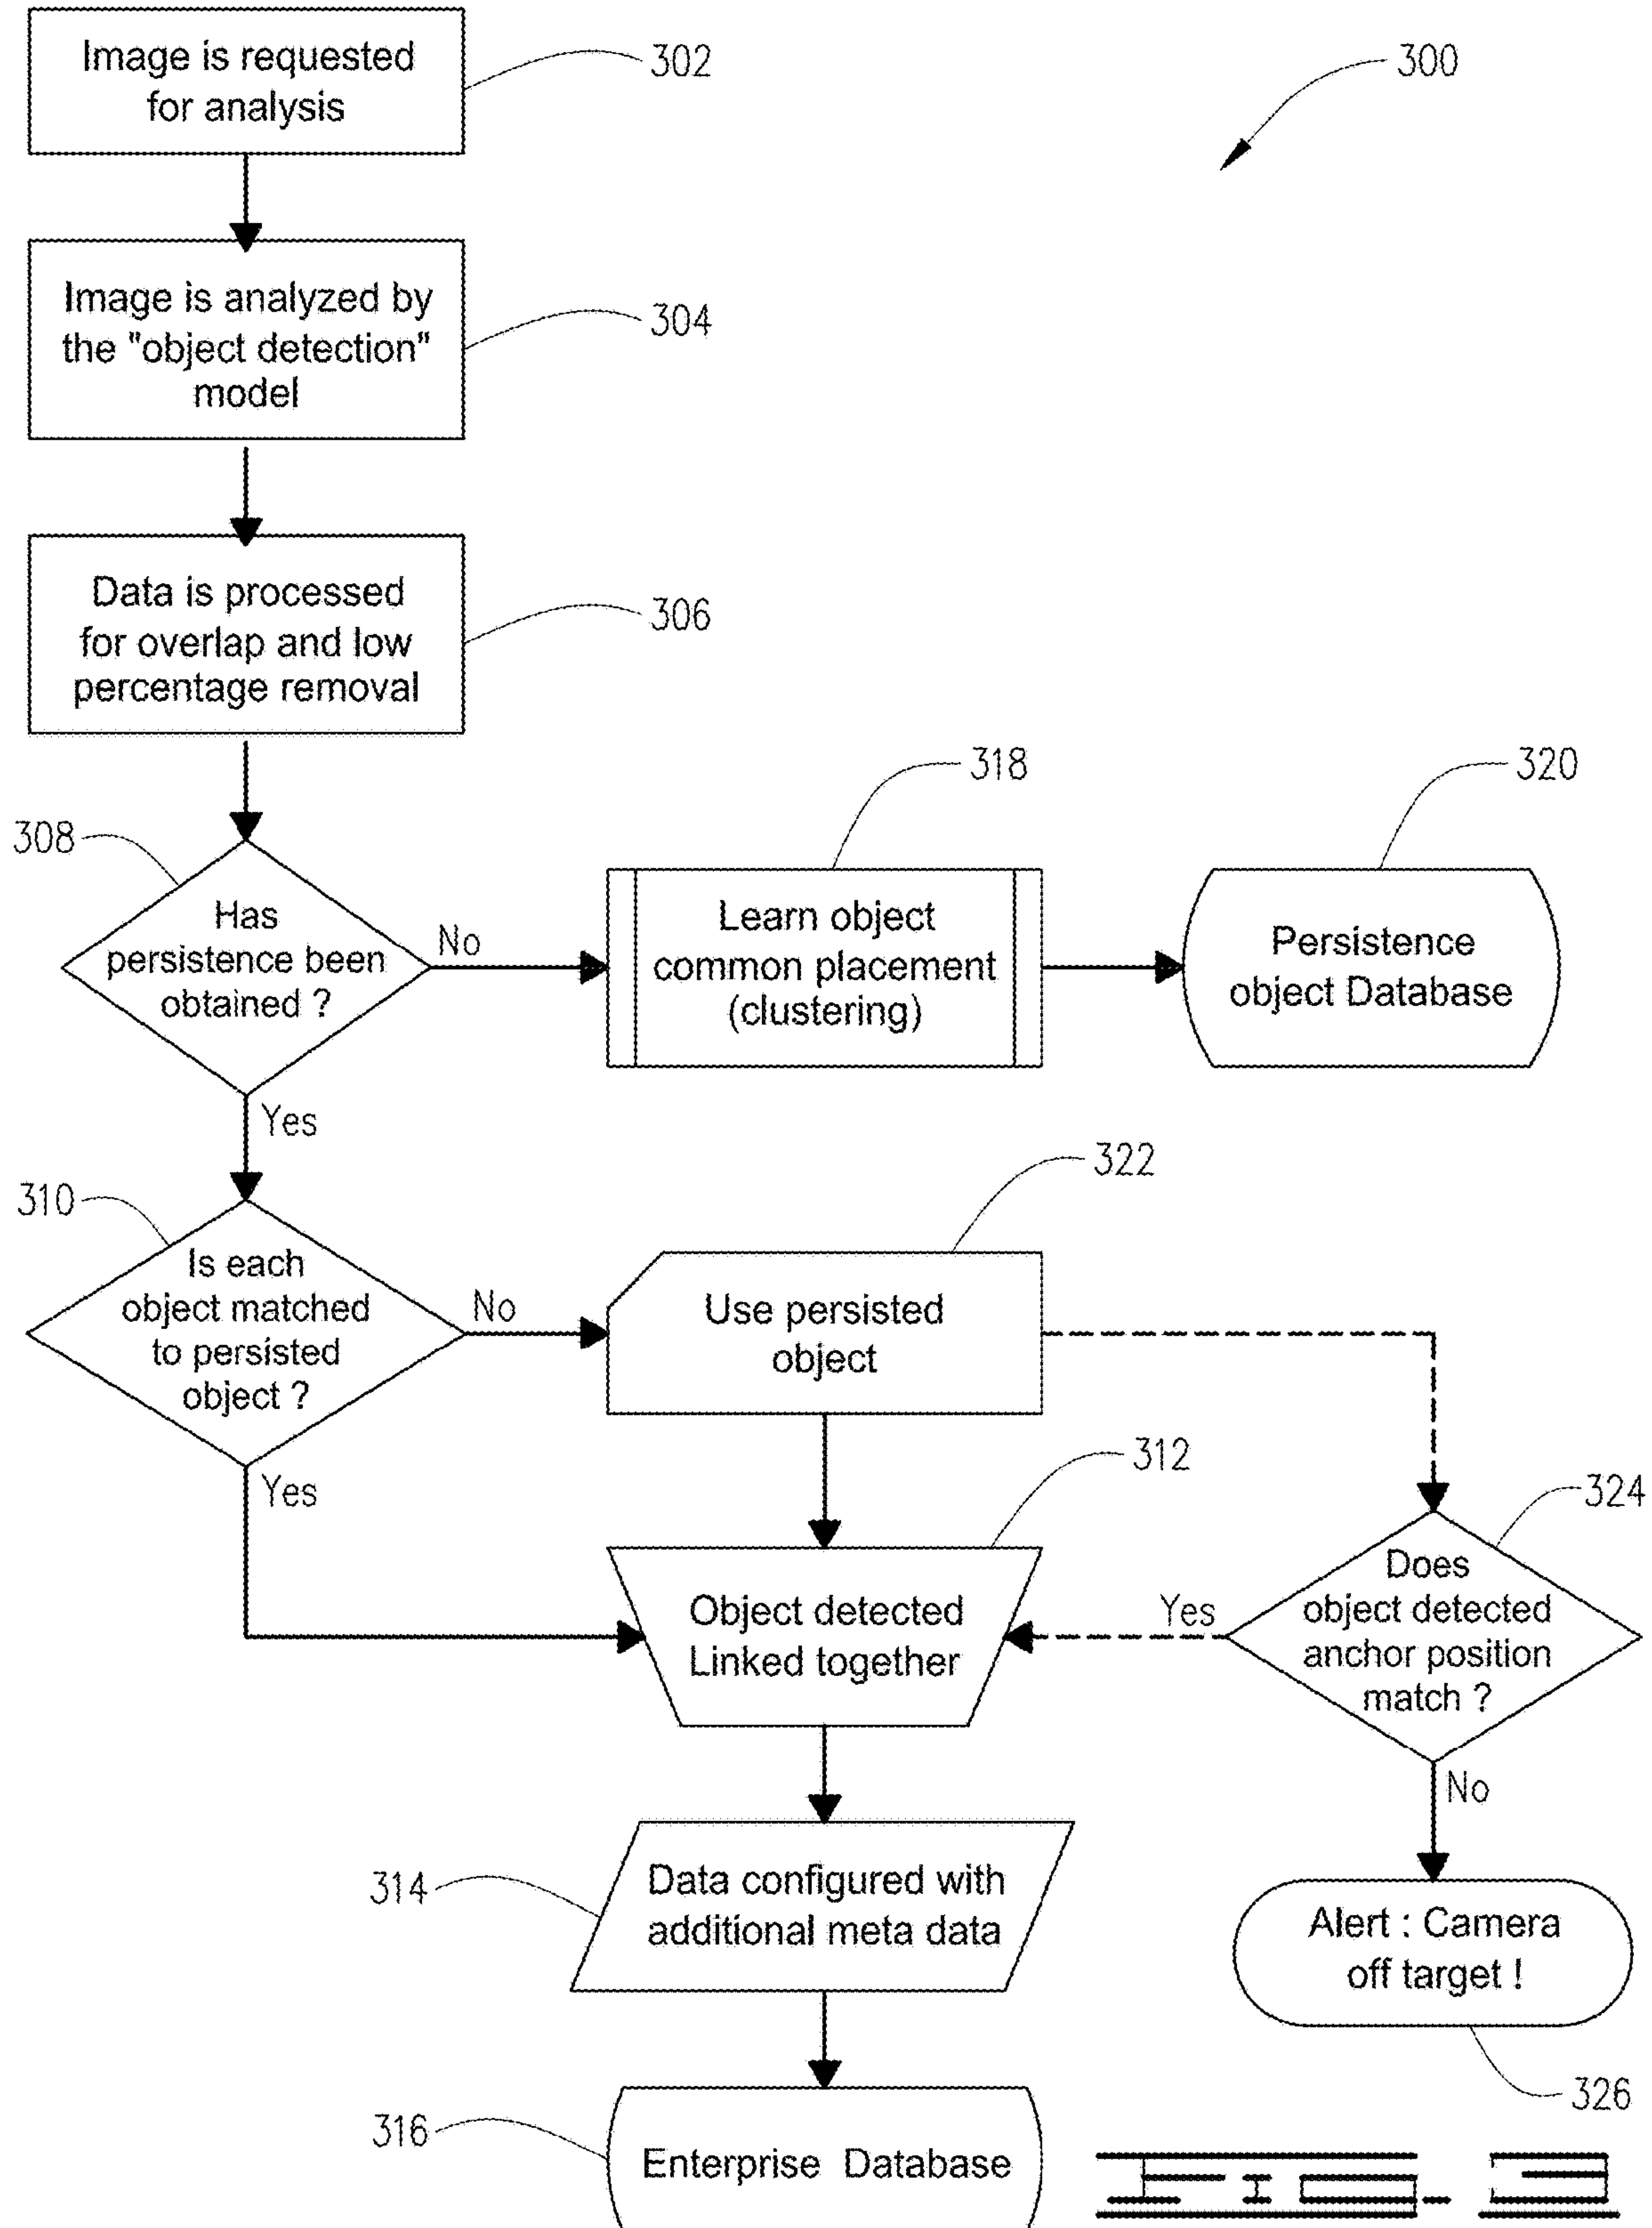 Image is requested
for analysis
302
300
Image is analyzed by
the "object detection"
model
304
Data is processed
for overlap and low
percentage removal
306
308
Has
persistence been
obtained ?
No
Yes
318
Learn object
common placement
(clustering)
320
Persistence
object Database
310
Is each
object matched
to persisted
object ?
No
Yes
322
Use persisted
object
312
Object detected
Linked together
324
Does
object detected
anchor position
match ?
Yes
No
314
Data configured with
additional meta data
Alert : Camera
off target !
326
316
Enterprise Database
FIG. 3